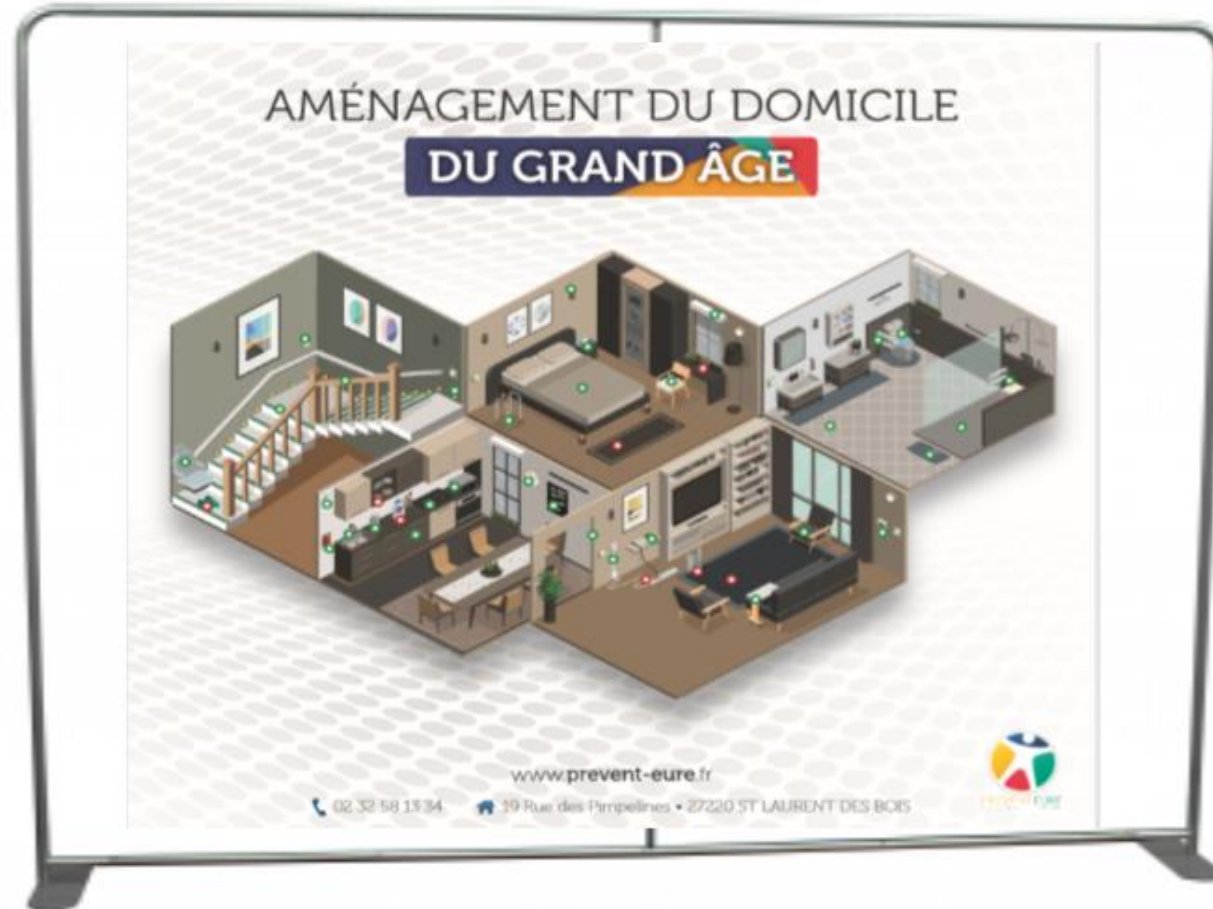 AMÉNAGEMENT DU DOMICILE
DU GRAND ÂGE
www.prevent-eure.fr
02 32 58 13 34 19 Rue des Pimpelines • 27220 ST LAURENT DES BOIS